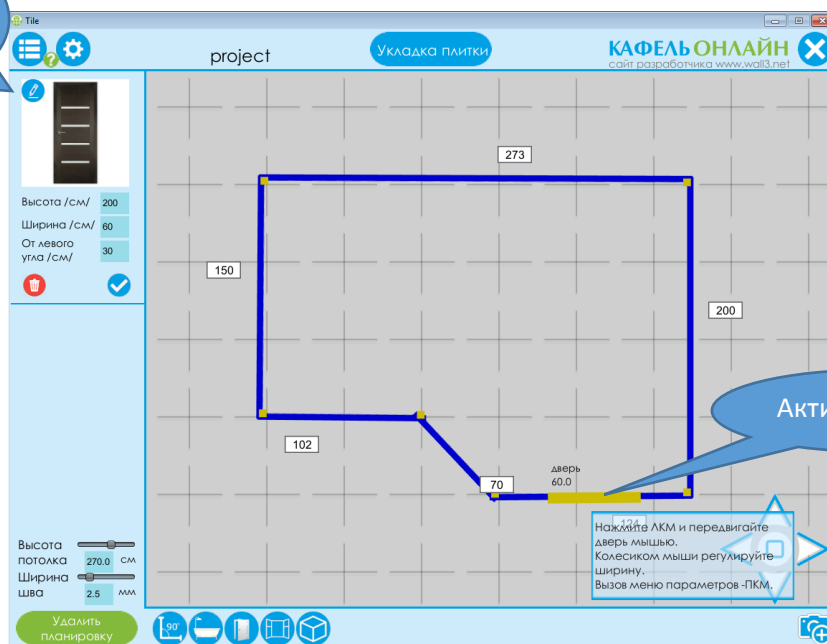 Tile
project
Укладка плитки
КАФЕЛЬ ОНЛАЙН
сайт разработчика www.wall3.net
?
Высота /см/ 200
Ширина /см/ 60
От левого
угла /см/ 30
273
150
200
102
70
дверь
60.0
124
Акти
Нажмите ЛКМ и передвигайте
дверь мышью.
Колесиком мыши регулируйте
ширину.
Вызов меню параметров -ПКМ.
Высота
потолка 270.0 см
Ширина
шва 2.5 мм
Удалить
планировку
90°